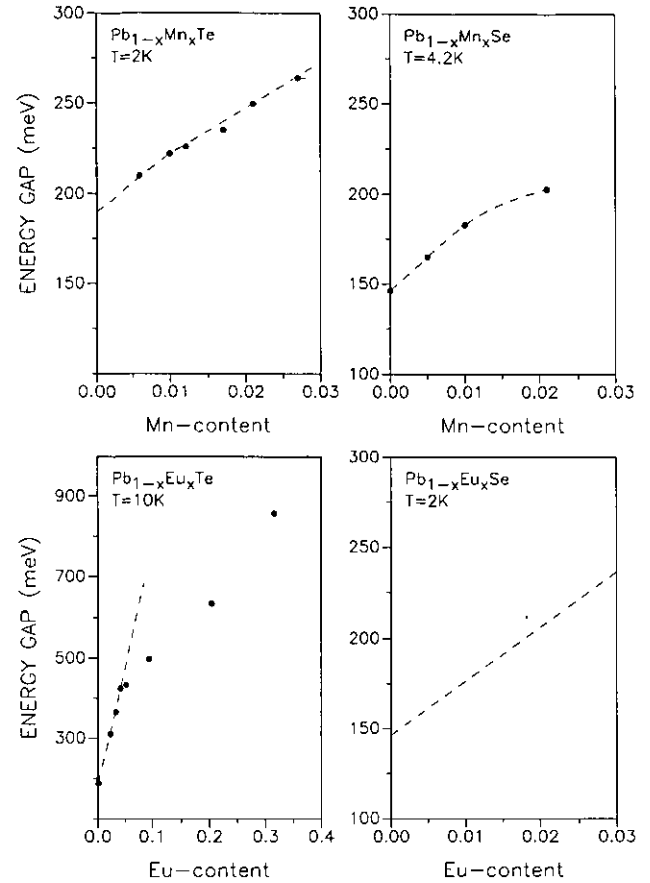 Pb1−xMnxTe
T=2K
ENERGY GAP (meV)
300
250
200
150
0.00 0.01 0.02 0.03
Mn−content
Pb1−xMnxSe
T=4.2K
300
250
200
150
100
0.00 0.01 0.02 0.03
Mn−content
Pb1−xEuxTe
T=10K
ENERGY GAP (meV)
900
700
500
300
0.0 0.1 0.2 0.3 0.4
Eu−content
Pb1−xEuxSe
T=2K
300
250
200
150
100
0.00 0.01 0.02 0.03
Eu−content